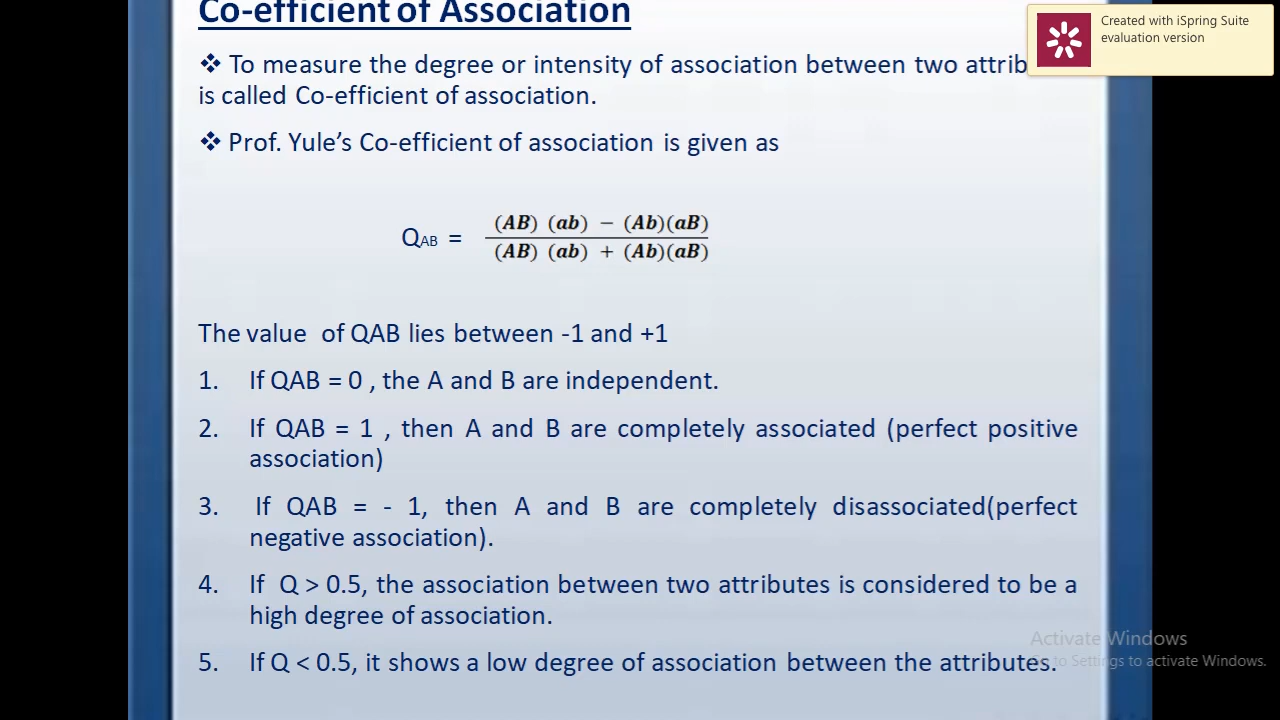 Co-efficient of Association
Created with iSpring Suite
evaluation version
❖ To measure the degree or intensity of association between two
is called Co-efficient of association.
❖ Prof. Yule's Co-efficient of association is given as
(AB) (ab) − (Ab)(aB)
QAB =
(AB) (ab) + (Ab)(aB)
The value of QAB lies between -1 and +1
1. If QAB = 0 , the A and B are independent.
2. If QAB = 1 , then A and B are completely associated (perfect positive
association)
3. If QAB = - 1, then A and B are completely disassociated(perfect
negative association).
4. If Q > 0.5, the association between two attributes is considered to be a
high degree of association.
Activate Windows
5. If Q < 0.5, it shows a low degree of association between the attributes.
Go to Settings to activate Windows.